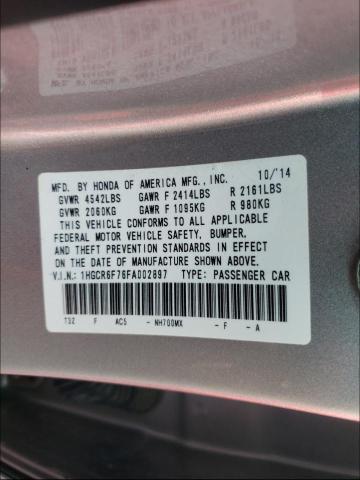 MFD. BY HONDA OF AMERICA MFG., INC. 10/'14
GVWR 4542LBS GAWR F 2414LBS R 2161LBS
GVWR 2060KG GAWR F 1095KG R 980KG
THIS VEHICLE CONFORMS TO ALL APPLICABLE
FEDERAL MOTOR VEHICLE SAFETY, BUMPER,
AND THEFT PREVENTION STANDARDS IN EFFECT
ON THE DATE OF MANUFACTURE SHOWN ABOVE.
V.I.N.: 1HGCR6F76FA002897 TYPE: PASSENGER CAR
T32 F AC5 -NH700MX -F -A